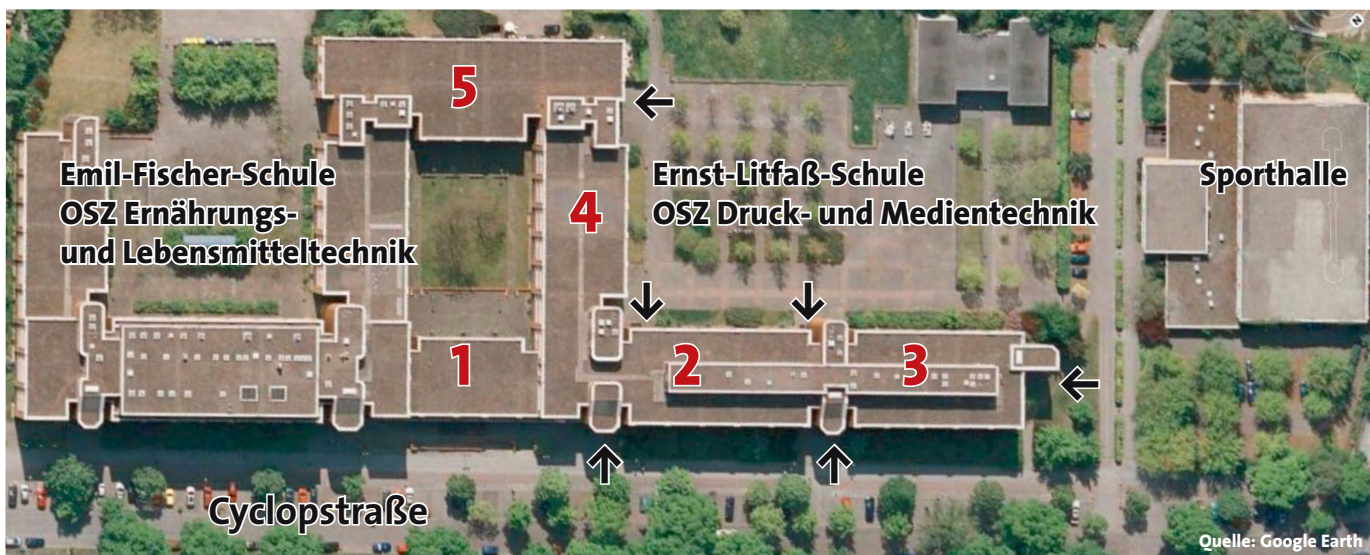 5
Emil-Fischer-Schule
OSZ Ernährungs-
und Lebensmitteltechnik
4
Ernst-Litfaß-Schule
OSZ Druck- und Medientechnik
Sporthalle
1
2
3
Cyclopstraße
Quelle: Google Earth
N